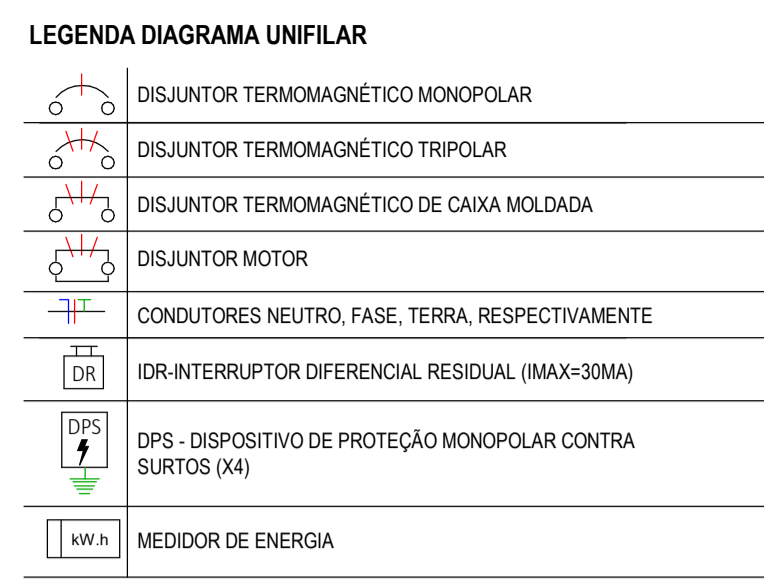 LEGENDA DIAGRAMA UNIFILAR
DISJUNTOR TERMOMAGNÉTICO MONOPOLAR
DISJUNTOR TERMOMAGNÉTICO TRIPOLAR
DISJUNTOR TERMOMAGNÉTICO DE CAIXA MOLDADA
DISJUNTOR MOTOR
CONDUTORES NEUTRO, FASE, TERRA, RESPECTIVAMENTE
DR
IDR-INTERRUPTOR DIFERENCIAL RESIDUAL (IMAX=30MA)
DPS
DPS - DISPOSITIVO DE PROTEÇÃO MONOPOLAR CONTRA
SURTOS (X4)
kW.h
MEDIDOR DE ENERGIA